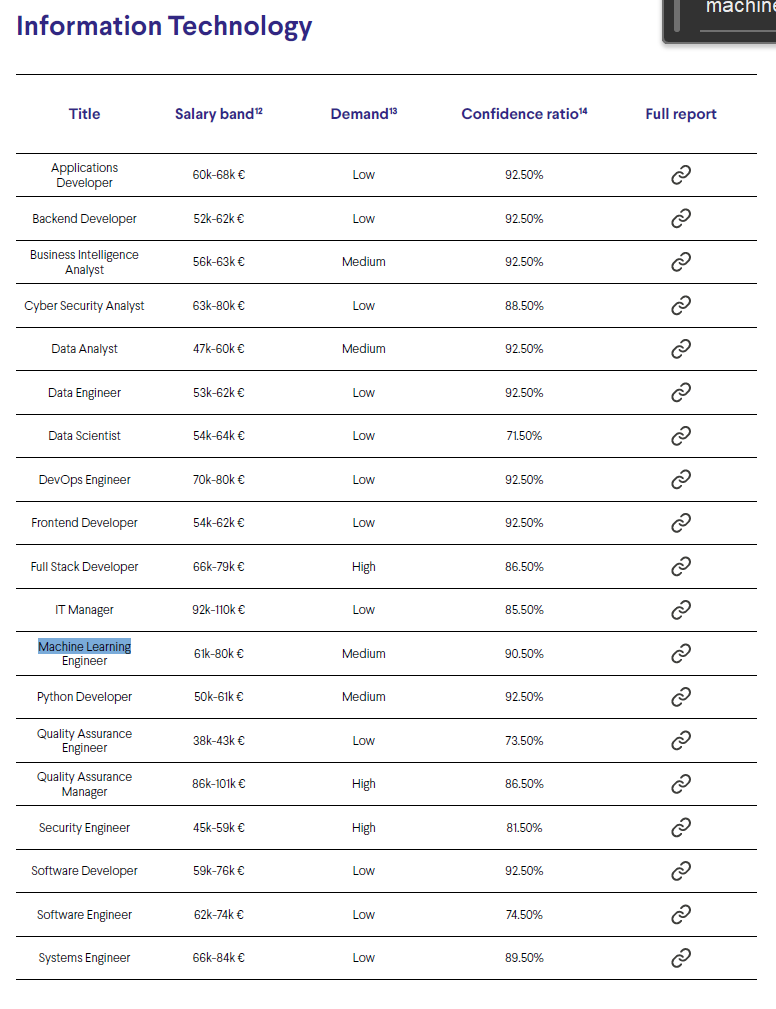 machine
Information Technology
Title Salary band¹² Demand¹³ Confidence ratio¹⁴ Full report
Applications
Developer 60k-68k € Low 92.50%
Backend Developer 52k-62k € Low 92.50%
Business Intelligence
Analyst 56k-63k € Medium 92.50%
Cyber Security Analyst 63k-80k € Low 88.50%
Data Analyst 47k-60k € Medium 92.50%
Data Engineer 53k-62k € Low 92.50%
Data Scientist 54k-64k € Low 71.50%
DevOps Engineer 70k-80k € Low 92.50%
Frontend Developer 54k-62k € Low 92.50%
Full Stack Developer 66k-79k € High 86.50%
IT Manager 92k-110k € Low 85.50%
Machine Learning
Engineer 61k-80k € Medium 90.50%
Python Developer 50k-61k € Medium 92.50%
Quality Assurance
Engineer 38k-43k € Low 73.50%
Quality Assurance
Manager 86k-101k € High 86.50%
Security Engineer 45k-59k € High 81.50%
Software Developer 59k-76k € Low 92.50%
Software Engineer 62k-74k € Low 74.50%
Systems Engineer 66k-84k € Low 89.50%